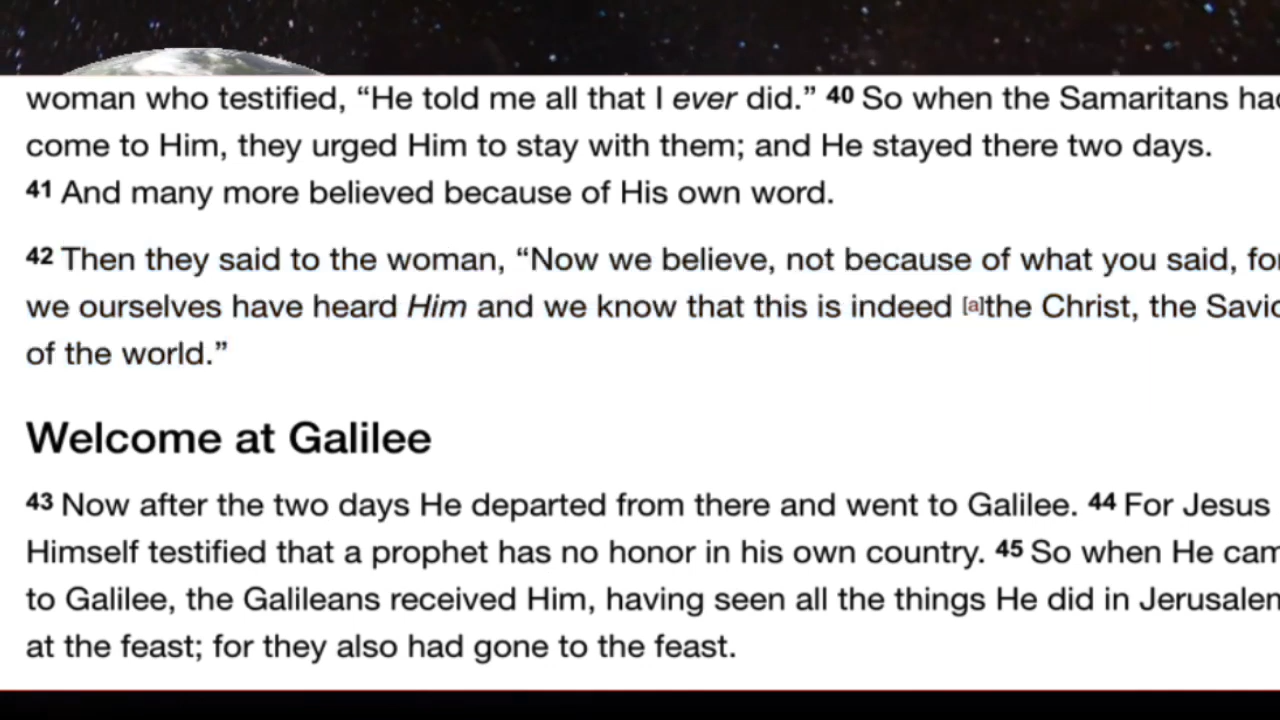 woman who testified, “He told me all that I ever did.” 40 So when the Samaritans
come to Him, they urged Him to stay with them; and He stayed there two days.
41 And many more believed because of His own word.
42 Then they said to the woman, “Now we believe, not because of what you said, for
we ourselves have heard Him and we know that this is indeed [a]the Christ, the
of the world.”
Welcome at Galilee
43 Now after the two days He departed from there and went to Galilee. 44 For Jesus
Himself testified that a prophet has no honor in his own country. 45 So when He
to Galilee, the Galileans received Him, having seen all the things He did in
at the feast; for they also had gone to the feast.